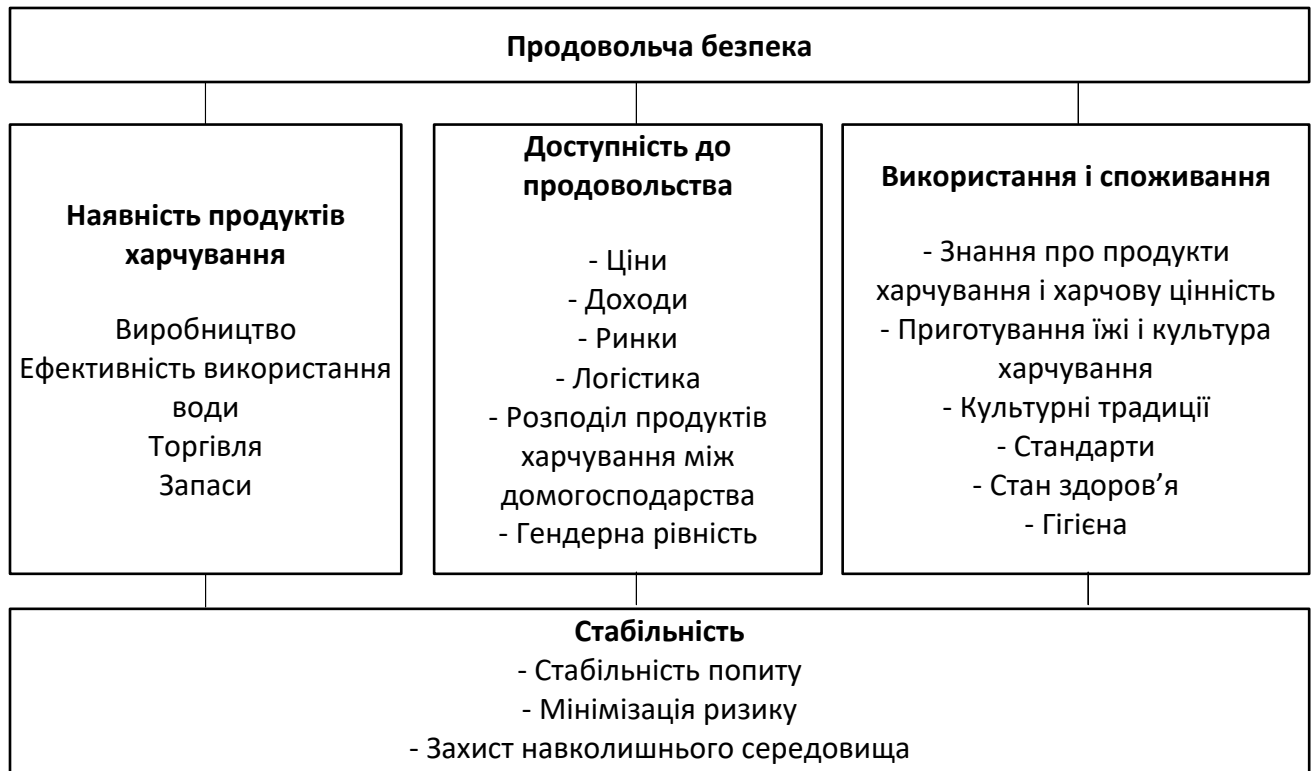 Продовольча безпека
Наявність продуктів
харчування
Виробництво
Ефективність використання
води
Торгівля
Запаси
Доступність до
продовольства
- Ціни
- Доходи
- Ринки
- Логістика
- Розподіл продуктів
харчування між
домогосподарства
- Гендерна рівність
Використання і споживання
- Знання про продукти
харчування і харчову цінність
- Приготування їжі і культура
харчування
- Культурні традиції
- Стандарти
- Стан здоров’я
- Гігієна
Стабільність
- Стабільність попиту
- Мінімізація ризику
- Захист навколишнього середовища